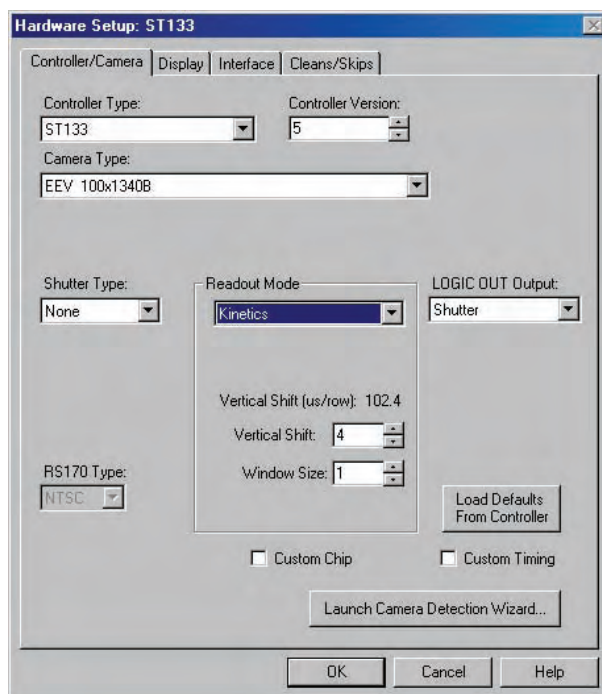 Hardware Setup: ST133
Controller/Camera Display Interface Cleans/Skips
Controller Type: Controller Version:
ST133 5
Camera Type:
EEV 100x1340B
Shutter Type: Readout Mode LOGIC OUT Output:
None Kinetics Shutter
Vertical Shift (us/row): 102.4
Vertical Shift: 4
RS170 Type: Window Size: 1
NTSC
Load Defaults
From Controller
Custom Chip Custom Timing
Launch Camera Detection Wizard...
OK Cancel Help